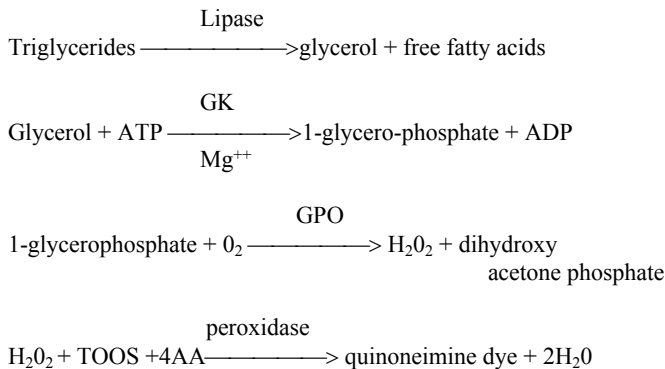 Lipase
Triglycerides ————————>glycerol + free fatty acids
GK
Glycerol + ATP ——————>1-glycero-phosphate + ADP
Mg⁺⁺
GPO
1-glycerophosphate + 0₂ ——————> H₂0₂ + dihydroxy
acetone phosphate
peroxidase
H₂0₂ + TOOS +4AA——————> quinoneimine dye + 2H₂0